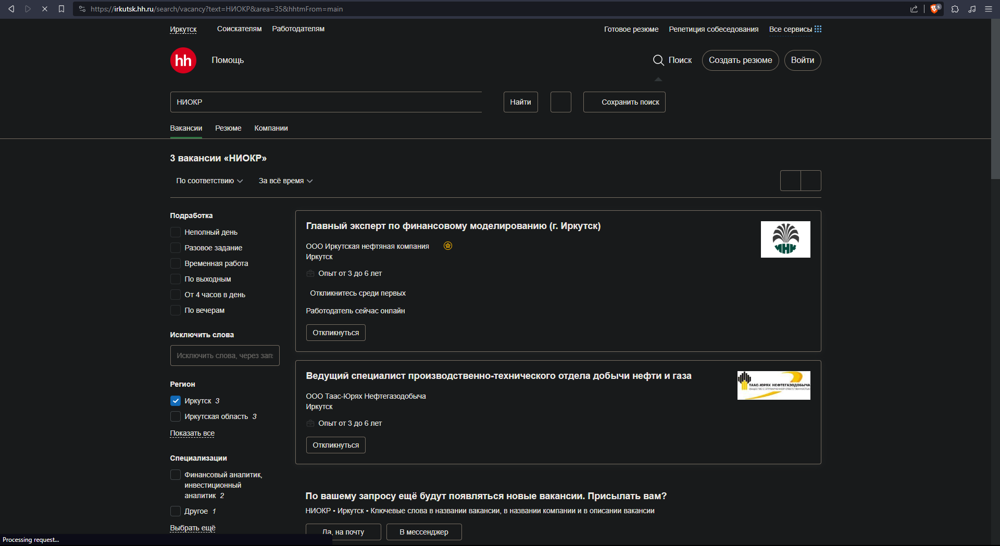 https://irkutsk.hh.ru/search/vacancy?text=НИОКР&area=35&hhtmFrom=main
5
Иркутск
Соискателям
Работодателям
Готовое резюме
Репетиция собеседования
Все сервисы
hh
Помощь
Поиск
Создать резюме
Войти
НИОКР
Найти
Сохранить поиск
Вакансии
Резюме
Компании
3 вакансии «НИОКР»
По соответствию
За всё время
Подработка
Неполный день
Разовое задание
Временная работа
По выходным
От 4 часов в день
По вечерам
Исключить слова
Исключить слова, через зап
Регион
Иркутск 3
Иркутская область 3
Показать все
Специализации
Финансовый аналитик,
инвестиционный
аналитик 2
Другое 1
Выбрать ещё
Главный эксперт по финансовому моделированию (г. Иркутск)
ООО Иркутская нефтяная компания
Иркутск
Опыт от 3 до 6 лет
Откликнитесь среди первых
Работодатель сейчас онлайн
Откликнуться
ИНК
Ведущий специалист производственно-технического отдела добычи нефти и газа
ООО Таас-Юрях Нефтегазодобыча
Иркутск
Опыт от 3 до 6 лет
Откликнуться
ТААС-ЮРЯХ НЕФТЕГАЗОДОБЫЧА
ОБЩЕСТВО С ОГРАНИЧЕННОЙ ОТВЕТСТВЕННОСТЬЮ
По вашему запросу ещё будут появляться новые вакансии. Присылать вам?
НИОКР • Иркутск • Ключевые слова в названии вакансии, в названии компании и в описании вакансии
Да, на почту
В мессенджер
Processing request...